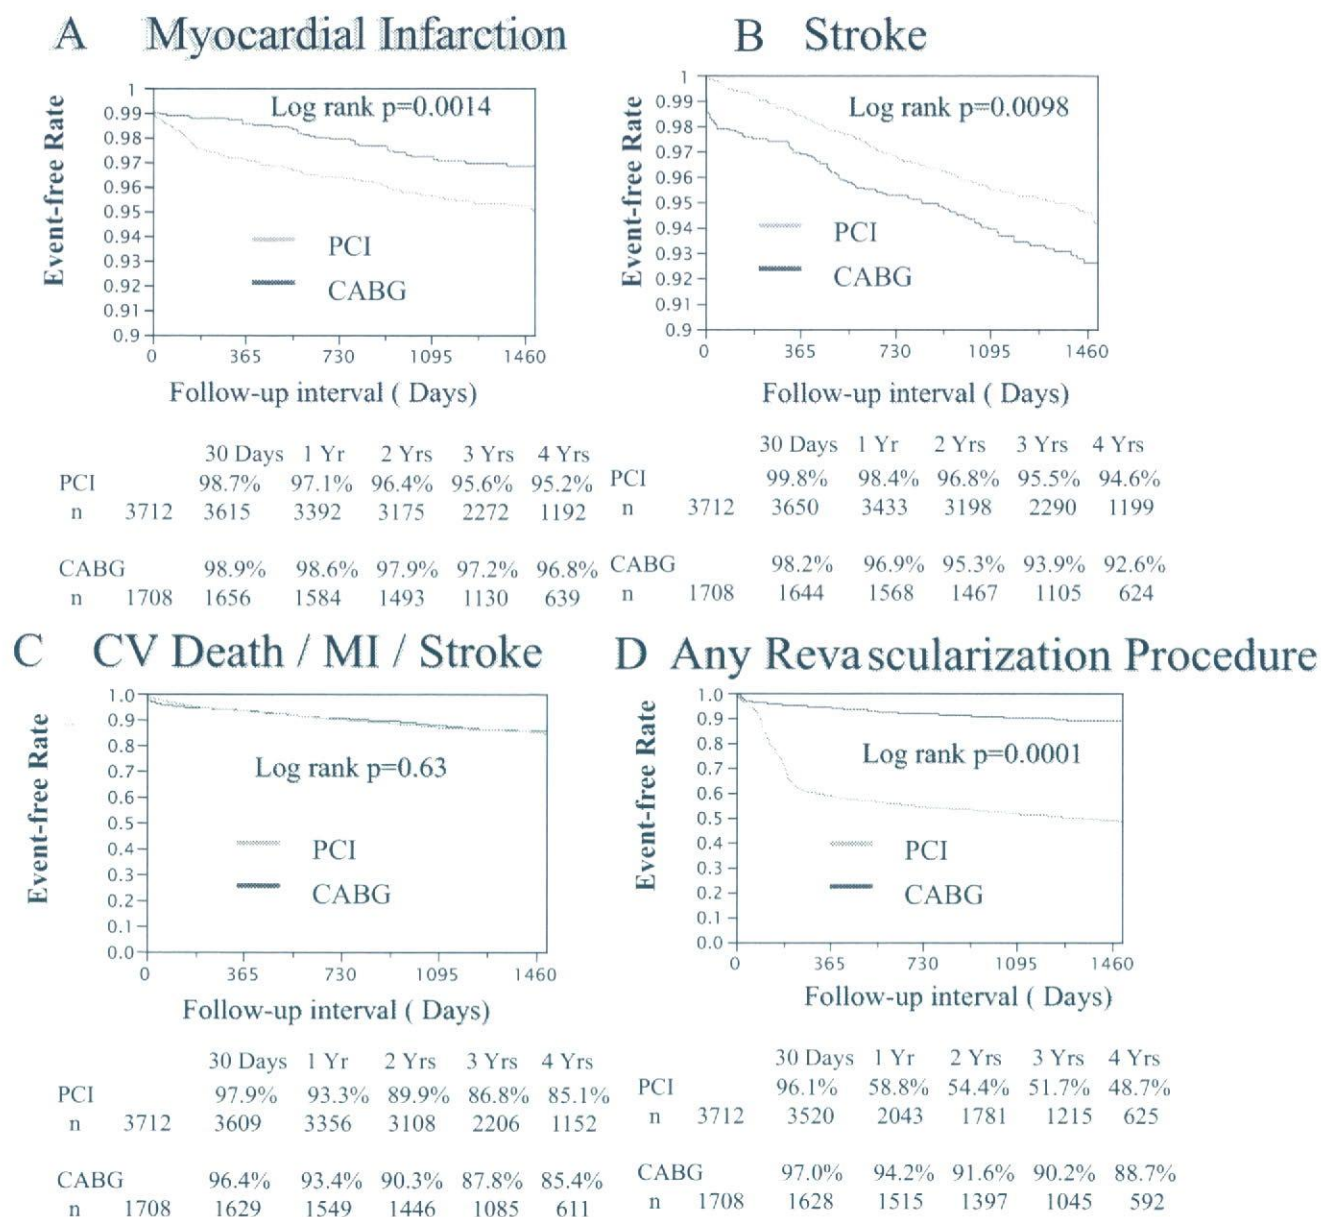 A Myocardial Infarction
Event-free Rate
1
0.99
0.98
0.97
0.96
0.95
0.94
0.93
0.92
0.91
0.9
Log rank p=0.0014
PCI
CABG
0 365 730 1095 1460
Follow-up interval ( Days)
30 Days 1 Yr 2 Yrs 3 Yrs 4 Yrs
PCI 98.7% 97.1% 96.4% 95.6% 95.2%
n 3712 3615 3392 3175 2272 1192
CABG 98.9% 98.6% 97.9% 97.2% 96.8%
n 1708 1656 1584 1493 1130 639
B Stroke
Event-free Rate
1
0.99
0.98
0.97
0.96
0.95
0.94
0.93
0.92
0.91
0.9
Log rank p=0.0098
PCI
CABG
0 365 730 1095 1460
Follow-up interval ( Days)
30 Days 1 Yr 2 Yrs 3 Yrs 4 Yrs
PCI 99.8% 98.4% 96.8% 95.5% 94.6%
n 3712 3650 3433 3198 2290 1199
CABG 98.2% 96.9% 95.3% 93.9% 92.6%
n 1708 1644 1568 1467 1105 624
C CV Death / MI / Stroke
Event-free Rate
1.0
0.9
0.8
0.7
0.6
0.5
0.4
0.3
0.2
0.1
0.0
Log rank p=0.63
PCI
CABG
0 365 730 1095 1460
Follow-up interval ( Days)
30 Days 1 Yr 2 Yrs 3 Yrs 4 Yrs
PCI 97.9% 93.3% 89.9% 86.8% 85.1%
n 3712 3609 3356 3108 2206 1152
CABG 96.4% 93.4% 90.3% 87.8% 85.4%
n 1708 1629 1549 1446 1085 611
D Any Revascularization Procedure
Event-free Rate
1.0
0.9
0.8
0.7
0.6
0.5
0.4
0.3
0.2
0.1
0.0
Log rank p=0.0001
PCI
CABG
0 365 730 1095 1460
Follow-up interval ( Days)
30 Days 1 Yr 2 Yrs 3 Yrs 4 Yrs
PCI 96.1% 58.8% 54.4% 51.7% 48.7%
n 3712 3520 2043 1781 1215 625
CABG 97.0% 94.2% 91.6% 90.2% 88.7%
n 1708 1628 1515 1397 1045 592